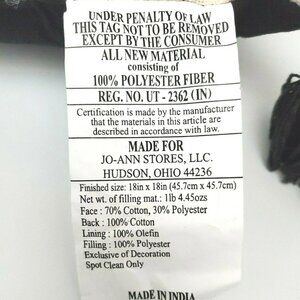 UNDER PENALTY OF LAW
THIS TAG NOT TO BE REMOVED
EXCEPT BY THE CONSUMER
ALL NEW MATERIAL
consisting of
100% POLYESTER FIBER
REG. NO. UT - 2362 (IN)
Certification is made by the manufacturer
that the materials in this article are
described in accordance with law.
MADE FOR
JO-ANN STORES, LLC.
HUDSON, OHIO 44236
Finished size: 18in x 18in (45.7cm x 45.7cm)
Net wt. of filling mat.: 1lb 4.45ozs
Face : 70% Cotton, 30% Polyester
Back : 100% Cotton
Lining : 100% Olefin
Filling : 100% Polyester
Exclusive of Decoration
Spot Clean Only
MADE IN INDIA